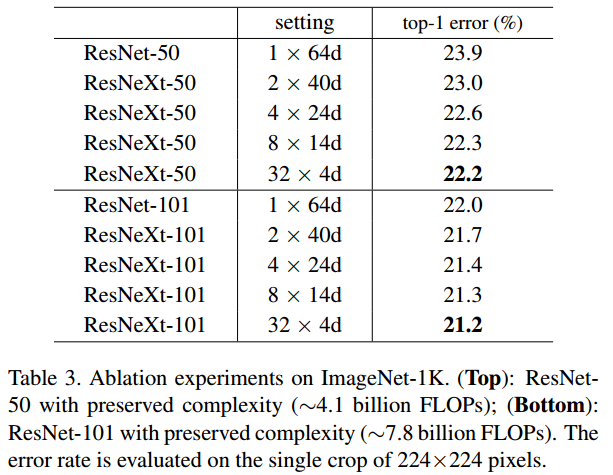 setting top-1 error (%)
ResNet-50 1 × 64d 23.9
ResNeXt-50 2 × 40d 23.0
ResNeXt-50 4 × 24d 22.6
ResNeXt-50 8 × 14d 22.3
ResNeXt-50 32 × 4d 22.2
ResNet-101 1 × 64d 22.0
ResNeXt-101 2 × 40d 21.7
ResNeXt-101 4 × 24d 21.4
ResNeXt-101 8 × 14d 21.3
ResNeXt-101 32 × 4d 21.2
Table 3. Ablation experiments on ImageNet-1K. (Top): ResNet-
50 with preserved complexity (∼4.1 billion FLOPs); (Bottom):
ResNet-101 with preserved complexity (∼7.8 billion FLOPs). The
error rate is evaluated on the single crop of 224×224 pixels.